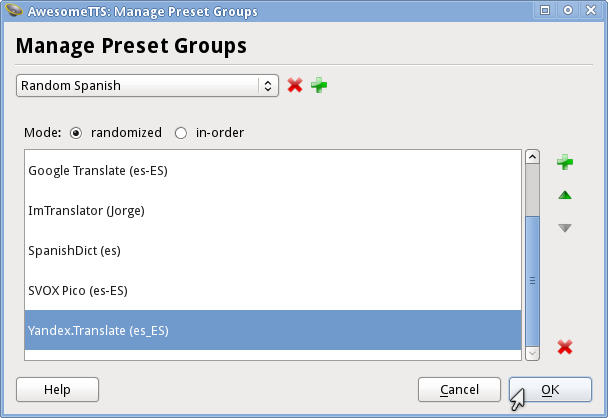 AwesomeTTS: Manage Preset Groups
Manage Preset Groups
Random Spanish
Mode: randomized in-order
Google Translate (es-ES)
ImTranslator (Jorge)
SpanishDict (es)
SVOX Pico (es-ES)
Yandex.Translate (es_ES)
Help Cancel OK